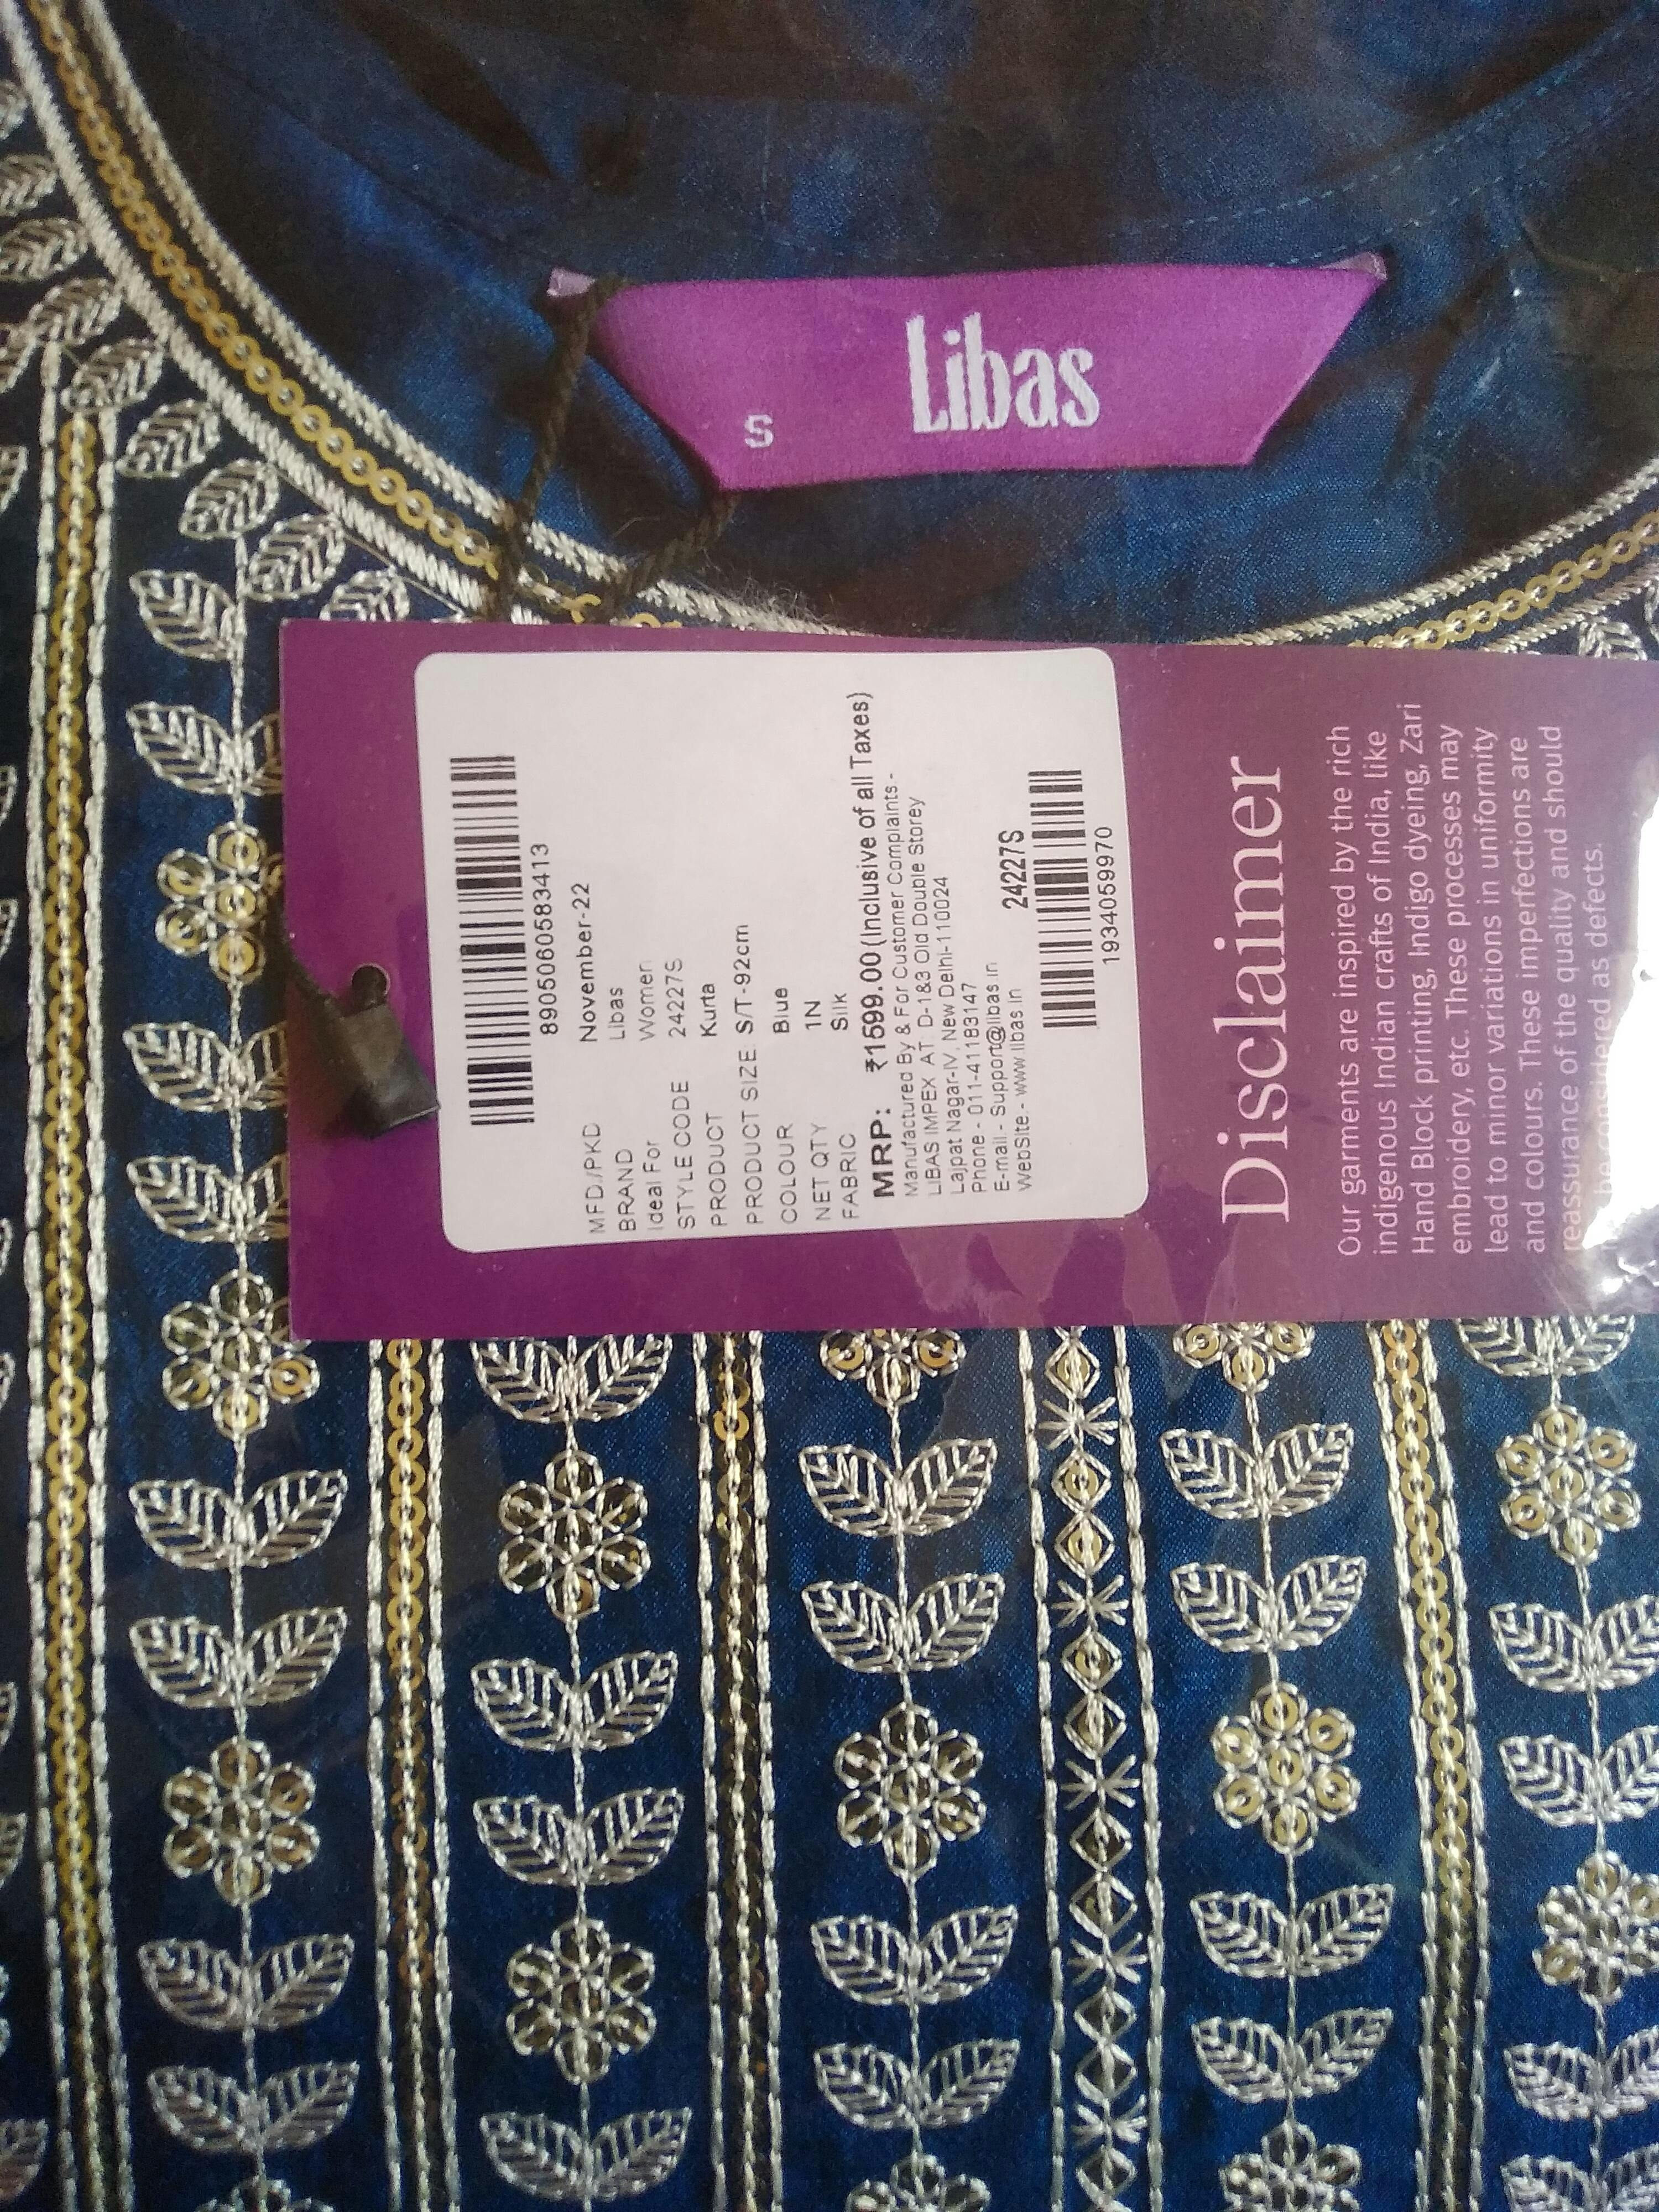 Libas
S
8905060583413
MFD./PKD November-22
BRAND Libas
Ideal For Women
STYLE CODE 24227S
PRODUCT Kurta
PRODUCT SIZE: S/T-92cm
COLOUR Blue
NET QTY 1N
FABRIC Silk
MRP: ₹1599.00(Inclusive of all Taxes)
Manufactured By & For Customer Complaints -
LIBAS IMPEX AT D-1&3 Old Double Storey
Lajpat Nagar-IV, New Delhi-110024
Phone - 011-41183147
E-mail - Support@libas.in
WebSite - www.libas.in
24227S
1934059970
Disclaimer
Our garments are inspired by the rich
indigenous Indian crafts of India, like
Hand Block printing, Indigo dyeing, Zari
embroidery, etc. These processes may
lead to minor variations in uniformity
and colours. These imperfections are
reassurance of the quality and should
be considered as defects.